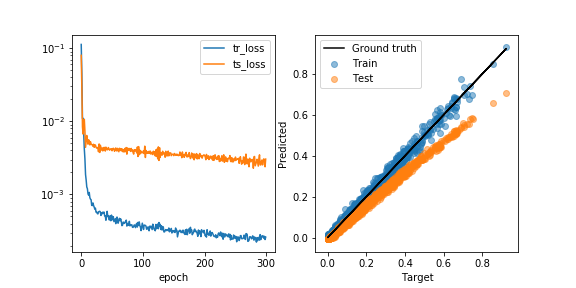 tr_loss
ts_loss
10⁻¹
10⁻²
10⁻³
0
100
200
300
epoch
Ground truth
Train
Test
0.8
0.6
0.4
0.2
0.0
Predicted
0.0
0.2
0.4
0.6
0.8
Target